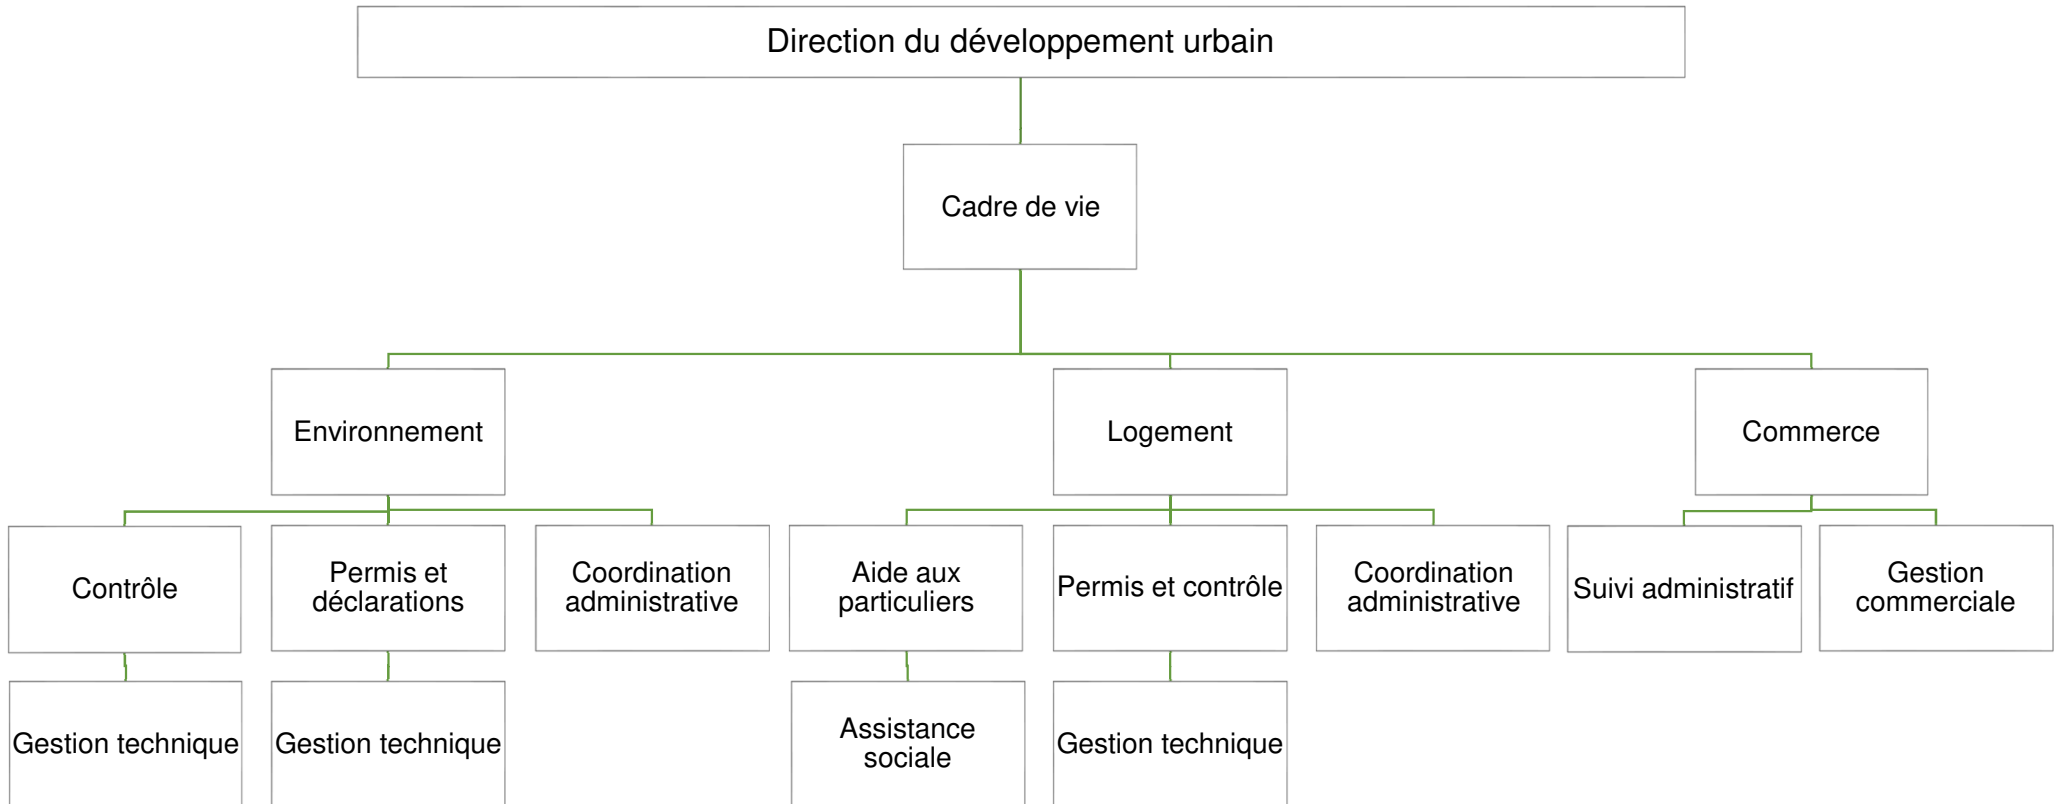 Direction du développement urbain
Cadre de vie
Environnement
Logement
Commerce
Contrôle
Permis et
déclarations
Coordination
administrative
Aide aux
particuliers
Permis et contrôle
Coordination
administrative
Suivi administratif
Gestion
commerciale
Gestion technique
Gestion technique
Assistance
sociale
Gestion technique